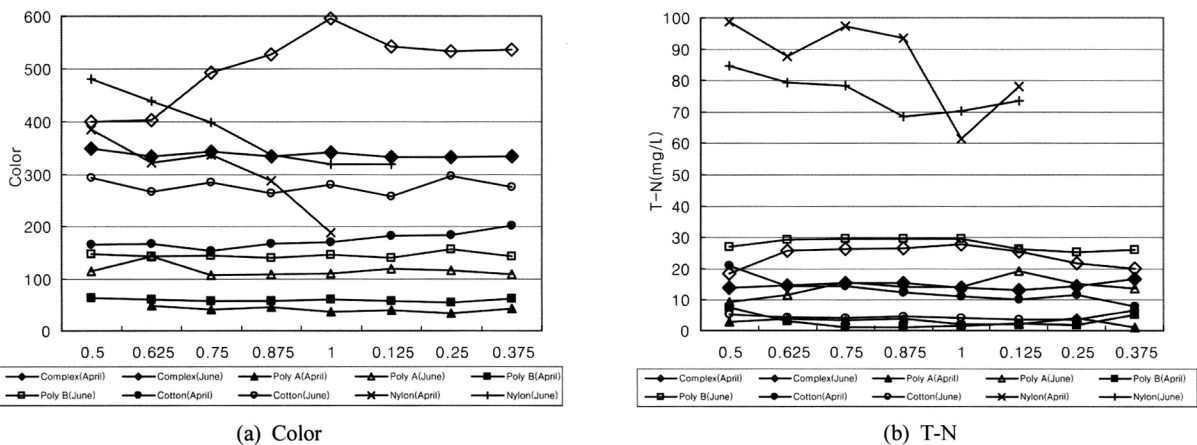 600
500
400
300
200
100
0
Color
0.5 0.625 0.75 0.875 1 0.125 0.25 0.375
Complex(April) Complex(June) Poly A(April) Poly A(June) Poly B(April)
Poly B(June) Cotton(April) Cotton(June) Nylon(April) Nylon(June)
(a) Color
100
90
80
70
60
50
40
30
20
10
0
T-N(mg/L)
0.5 0.625 0.75 0.875 1 0.125 0.25 0.375
Complex(April) Complex(June) Poly A(April) Poly A(June) Poly B(April)
Poly B(June) Cotton(April) Cotton(June) Nylon(April) Nylon(June)
(b) T-N